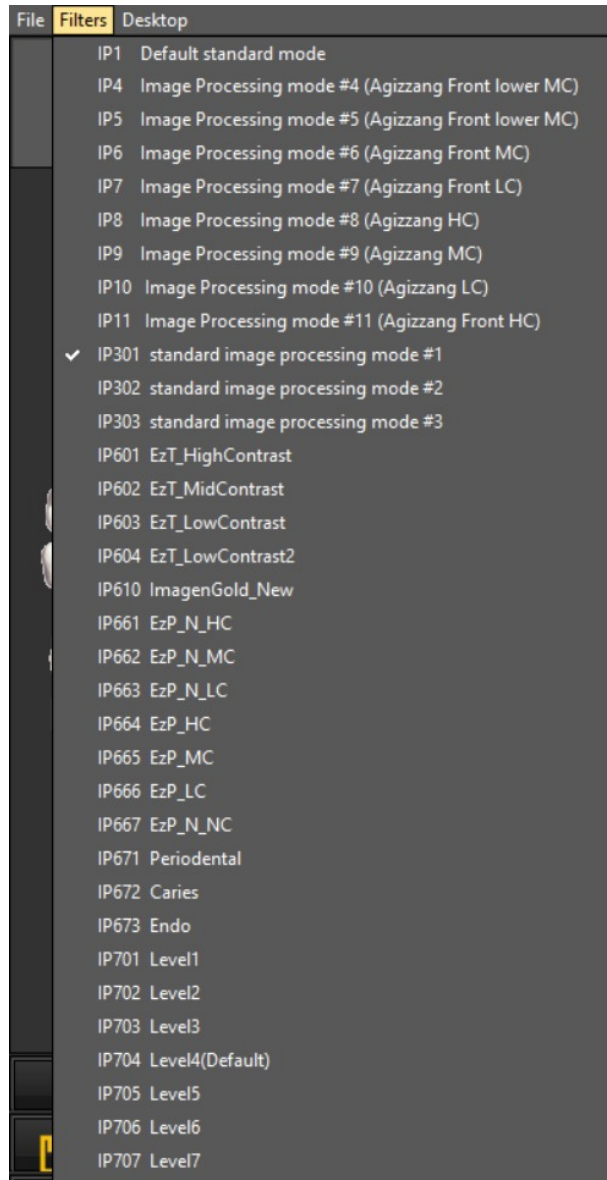 File Filters Desktop
IP1 Default standard mode
IP4 Image Processing mode #4 (Agizzang Front lower MC)
IP5 Image Processing mode #5 (Agizzang Front lower MC)
IP6 Image Processing mode #6 (Agizzang Front MC)
IP7 Image Processing mode #7 (Agizzang Front LC)
IP8 Image Processing mode #8 (Agizzang HC)
IP9 Image Processing mode #9 (Agizzang MC)
IP10 Image Processing mode #10 (Agizzang LC)
IP11 Image Processing mode #11 (Agizzang Front HC)
IP301 standard image processing mode #1
IP302 standard image processing mode #2
IP303 standard image processing mode #3
IP601 EzT_HighContrast
IP602 EzT_MidContrast
IP603 EzT_LowContrast
IP604 EzT_LowContrast2
IP610 ImagenGold_New
IP661 EzP_N_HC
IP662 EzP_N_MC
IP663 EzP_N_LC
IP664 EzP_HC
IP665 EzP_MC
IP666 EzP_LC
IP667 EzP_N_NC
IP671 Periodental
IP672 Caries
IP673 Endo
IP701 Level1
IP702 Level2
IP703 Level3
IP704 Level4(Default)
IP705 Level5
IP706 Level6
IP707 Level7